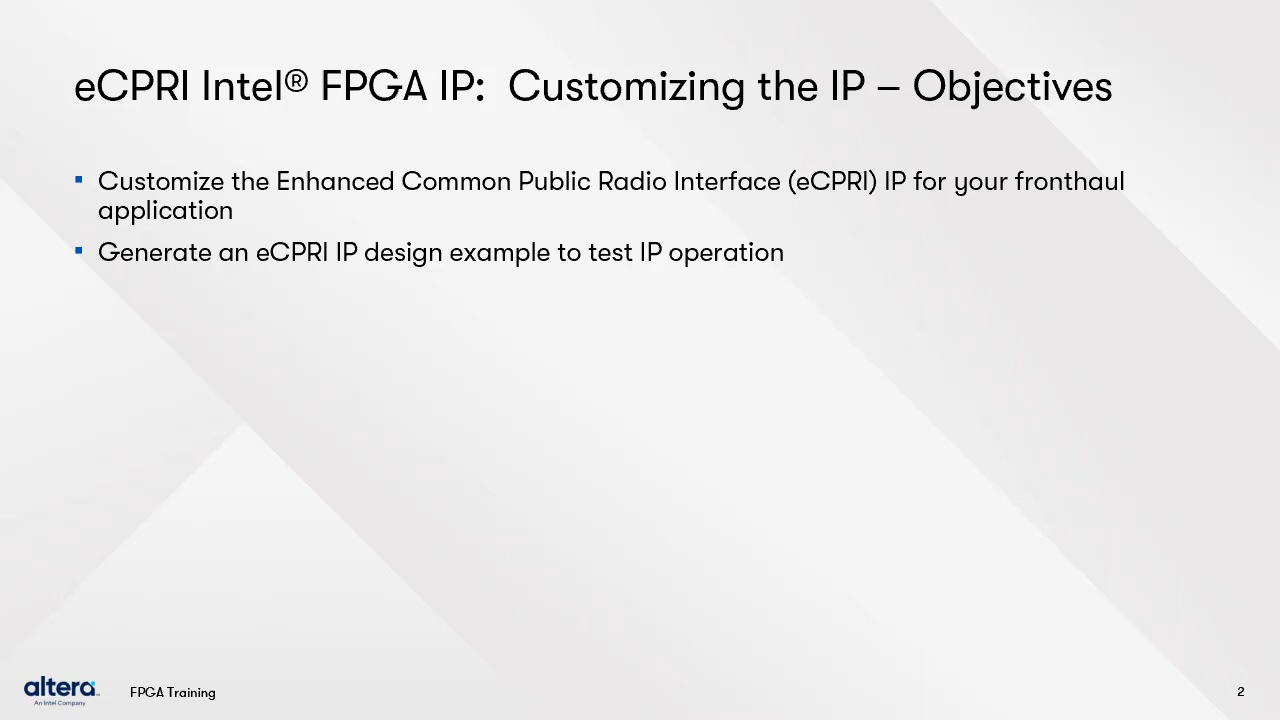 eCPRI Intel® FPGA IP:  Customizing the IP – Objectives
▪ Customize the Enhanced Common Public Radio Interface (eCPRI) IP for your fronthaul
application
▪ Generate an eCPRI IP design example to test IP operation
altera™
An Intel Company
FPGA Training
2